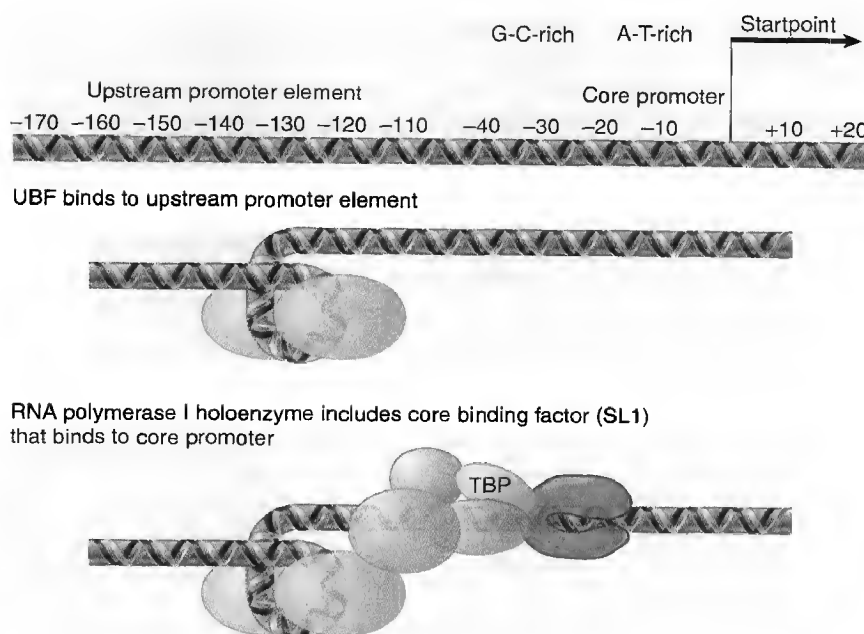 G-C-rich A-T-rich Startpoint
Upstream promoter element Core promoter
−170 −160 −150 −140 −130 −120 −110 −40 −30 −20 −10 +10 +20
UBF binds to upstream promoter element
RNA polymerase I holoenzyme includes core binding factor (SL1)
that binds to core promoter
TBP